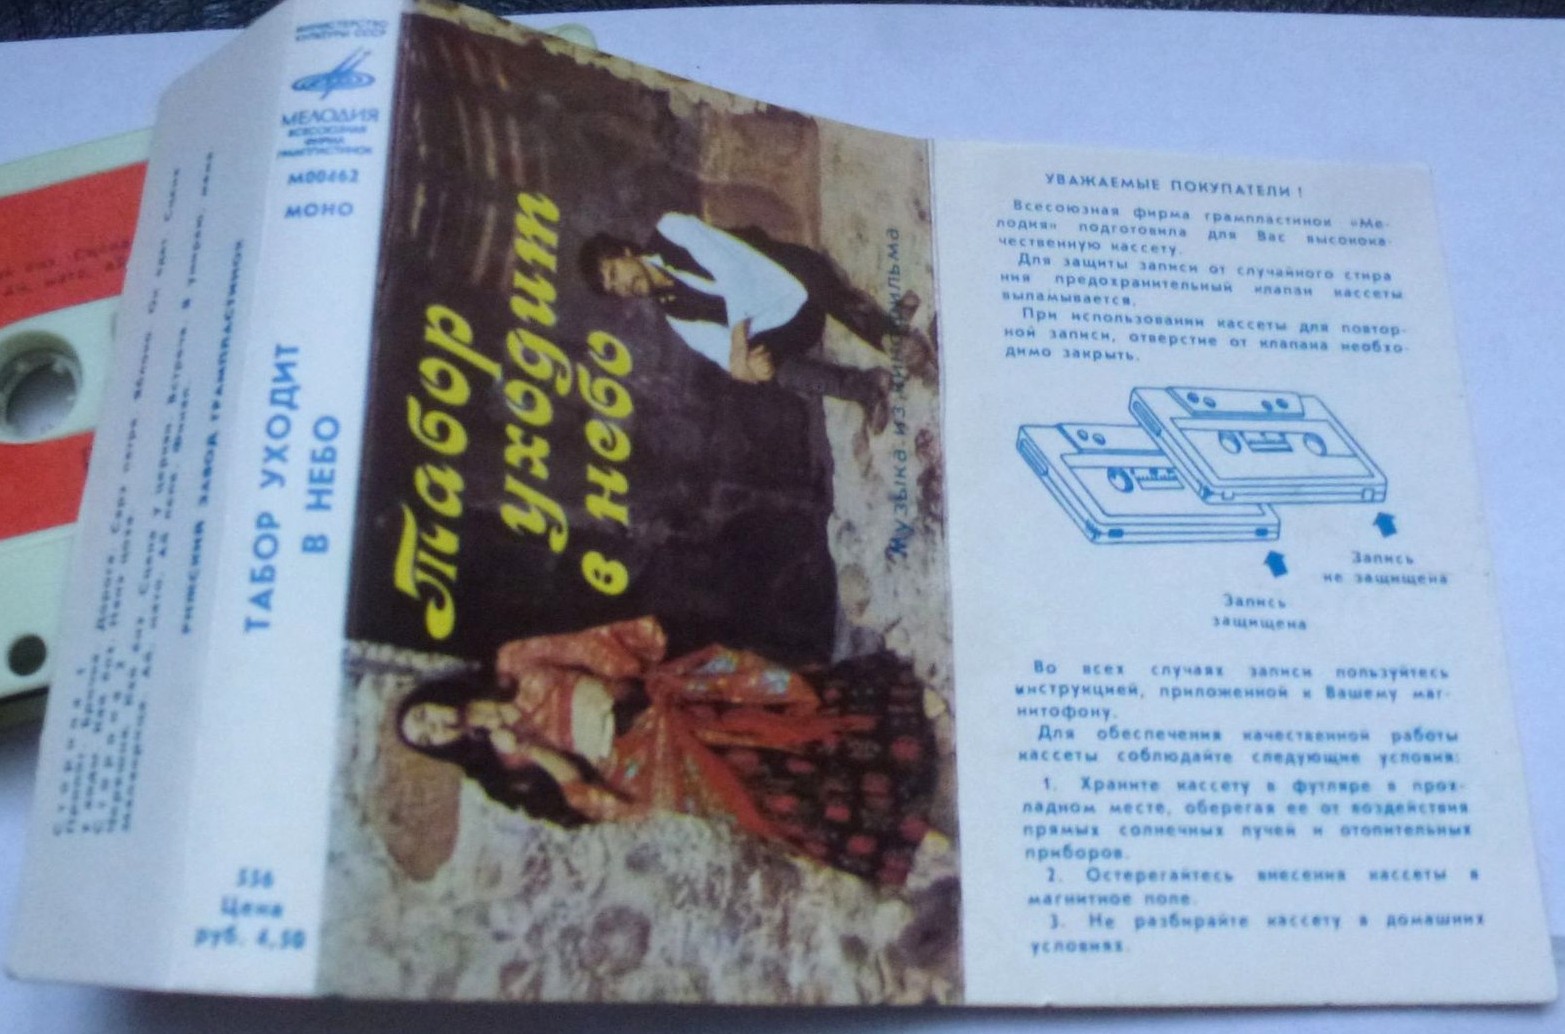 МИНИСТЕРСТВО
КУЛЬТУРЫ СССР
МЕЛОДИЯ
ВСЕСОЮЗНАЯ
ФИРМА
ГРАМПЛАСТИНОК
М00462
МОНО
ТАБОР УХОДИТ
В НЕБО
556
Цена
руб. 4,50
РИЖСКИЙ ЗАВОД ГРАМПЛАСТИНОК
Табор
уходит
в небо
Музыка из кинофильма
УВАЖАЕМЫЕ ПОКУПАТЕЛИ !
Всесоюзная фирма грампластинок «Ме-
лодия» подготовила для Вас высокока-
чественную кассету.
Для защиты записи от случайного стира
ния предохранительный клапан кассеты
выламывается.
При использовании кассеты для повтор-
ной записи, отверстие от клапана необхо-
димо закрыть.
Запись
не защищена
Запись
защищена
Во всех случаях записи пользуйтесь
инструкцией, приложенной к Вашему маг-
нитофону.
Для обеспечения качественной работы
кассеты соблюдайте следующие условия:
1. Храните кассету в футляре в прох-
ладном месте, оберегая ее от воздействия
прямых солнечных лучей и отопительных
приборов.
2. Остерегайтесь внесения кассеты в
магнитное поле.
3. Не разбирайте кассету в домашних
условиях.